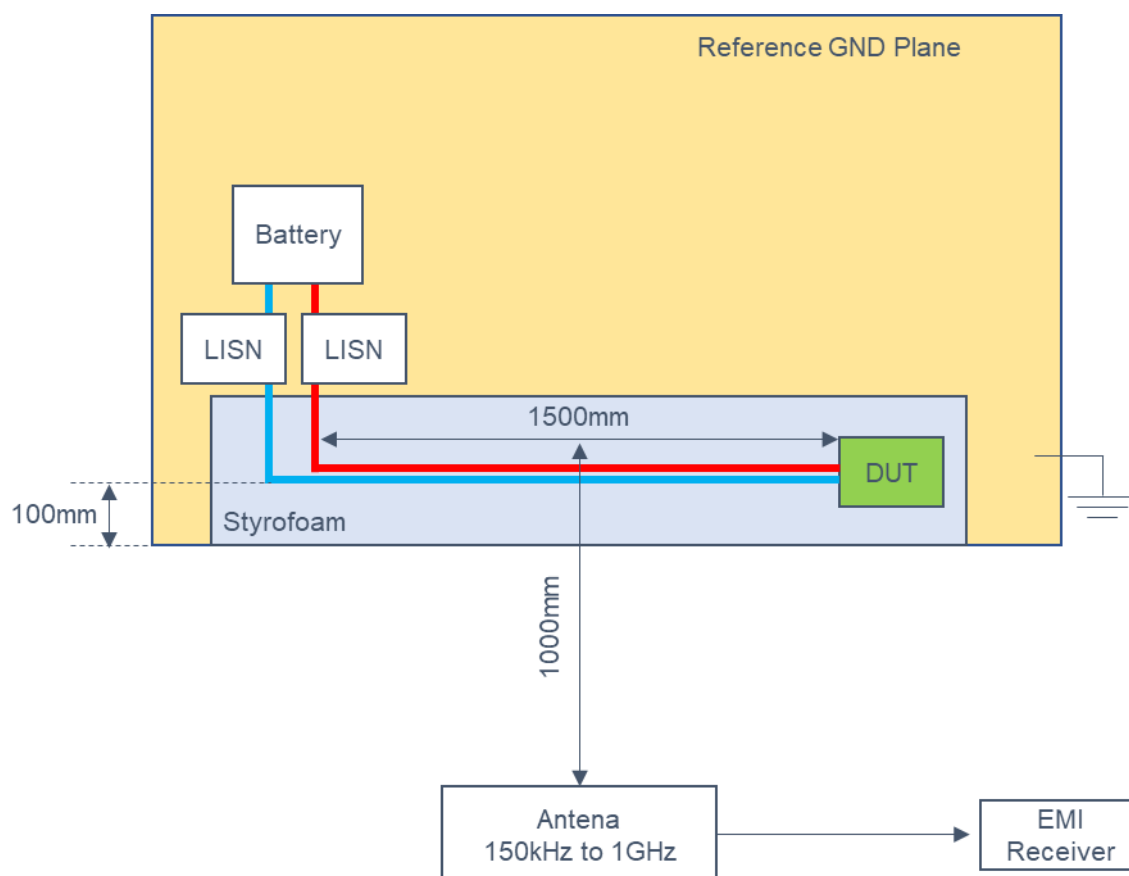 Reference GND Plane
Battery
LISN
LISN
1500mm
DUT
100mm
Styrofoam
1000mm
Antena
150kHz to 1GHz
EMI
Receiver